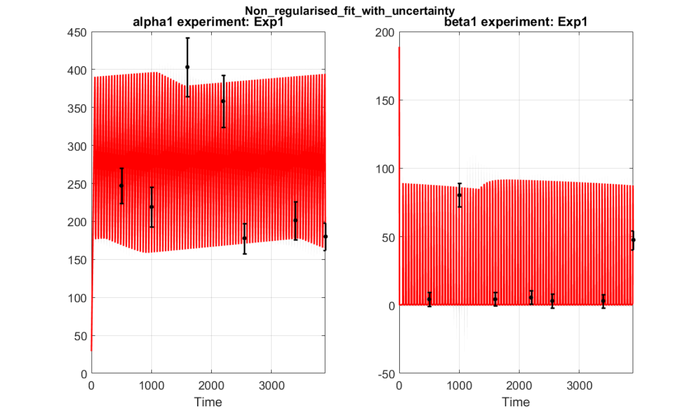 Non_regularised_fit_with_uncertainty
alpha1 experiment: Exp1
450
400
350
300
250
200
150
100
50
0
0 1000 2000 3000
Time
beta1 experiment: Exp1
200
150
100
50
0
-50
0 1000 2000 3000
Time